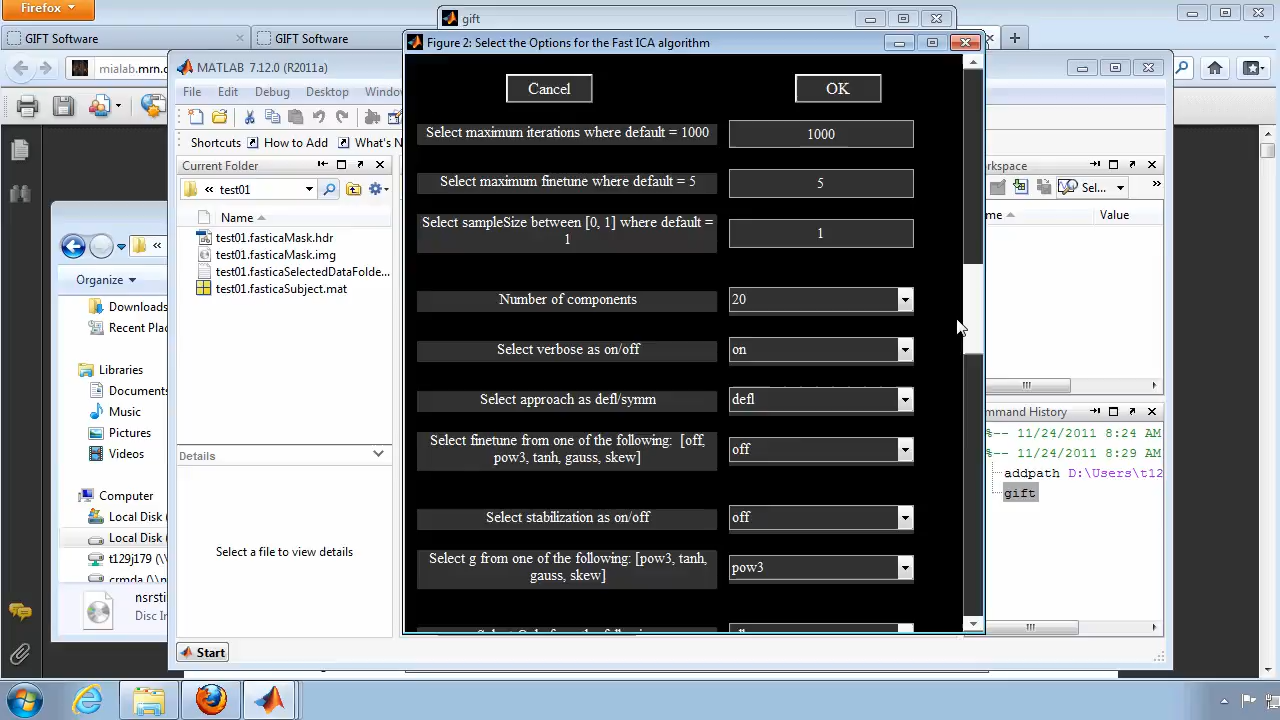 Firefox
gift
GIFT Software
GIFT Software
Figure 2: Select the Options for the Fast ICA algorithm
mialab.mrn.
MATLAB 7.12.0
R2011a)
File Edit Debug Desktop Window
Shortcuts How to Add What's New
Current Folder
« test01
Name
test01.fasticaMask.hdr
test01.fasticaMask.img
test01.fasticaSelectedDataFolde...
test01.fasticaSubject.mat
Details
Select a file to view details
Start
Cancel
OK
Select maximum iterations where default = 1000
1000
Select maximum finetune where default = 5
5
Select sampleSize between [0, 1] where default =
1
1
Number of components
20
Select verbose as on/off
on
Select approach as defl/symm
defl
Select finetune from one of the following: [off,
pow3, tanh, gauss, skew]
off
Select stabilization as on/off
off
Select g from one of the following: [pow3, tanh,
gauss, skew]
pow3
Sel...
Value
-- 11/24/2011 8:24 AM
%-- 11/24/2011 8:29 AM
addpath D:\Users\t12
gift
Organize
Downloads
Recent Plac
Libraries
Documents
Music
Pictures
Videos
Computer
Local Disk (
Local Disk (
t129j179 (\\
crmda (\\n
nsrsti
Disc In